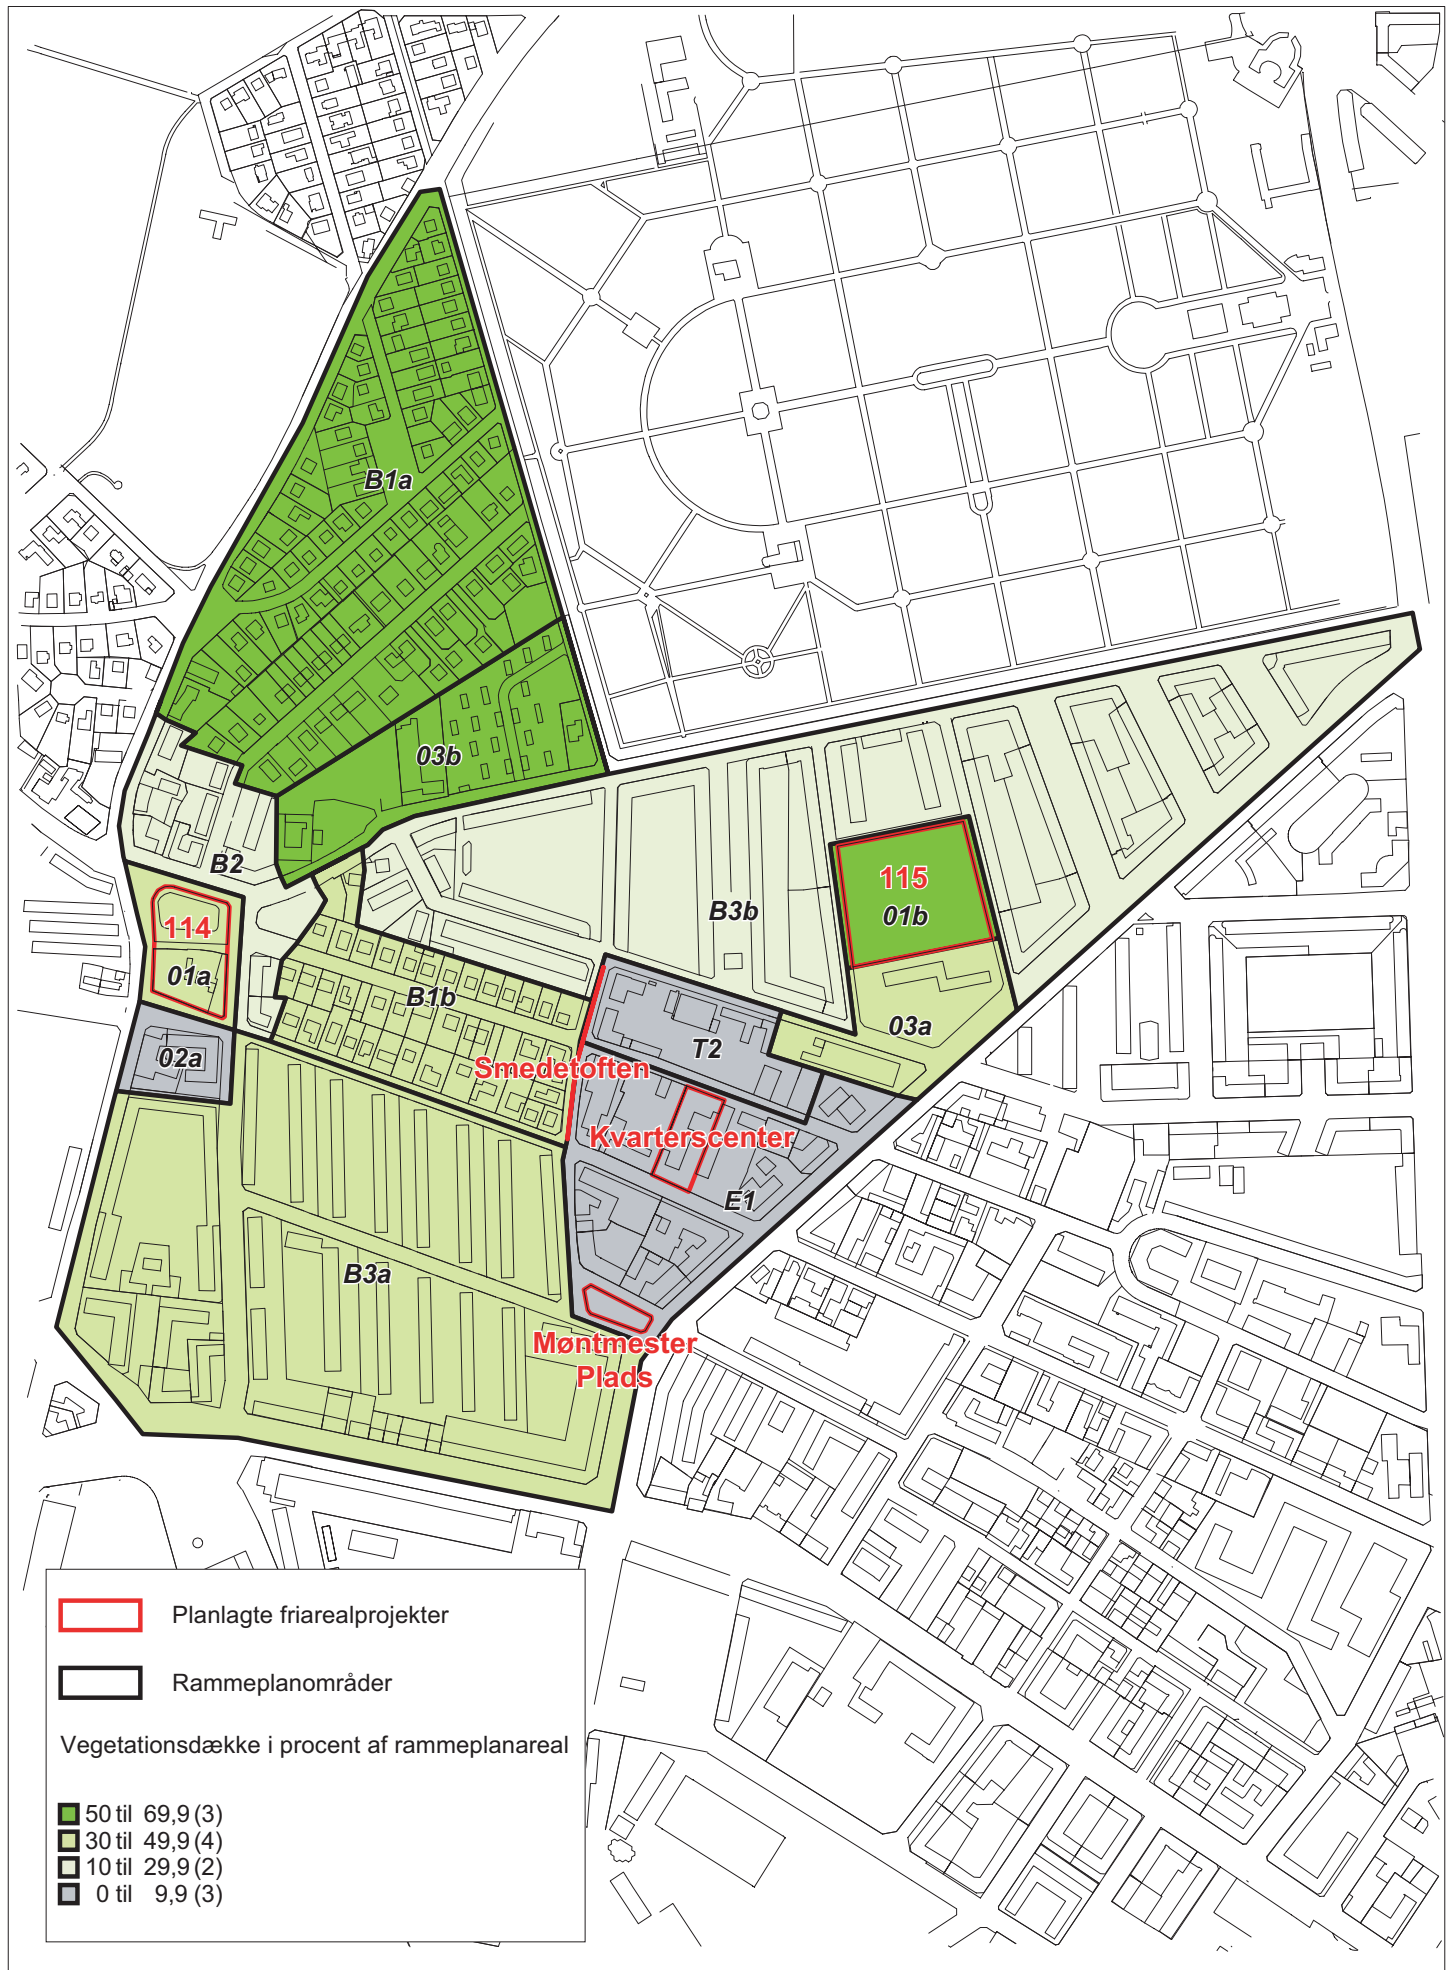 B1a
03b
B2
115
01b
B3b
114
01a
B1b
03a
T2
02a
Smedetoften
Kvarterscenter
E1
B3a
Møntmester
Plads
Planlagte friarealprojekter
Rammeplanområder
Vegetationsdække i procent af rammeplanareal
50 til 69,9 (3)
30 til 49,9 (4)
10 til 29,9 (2)
0 til 9,9 (3)